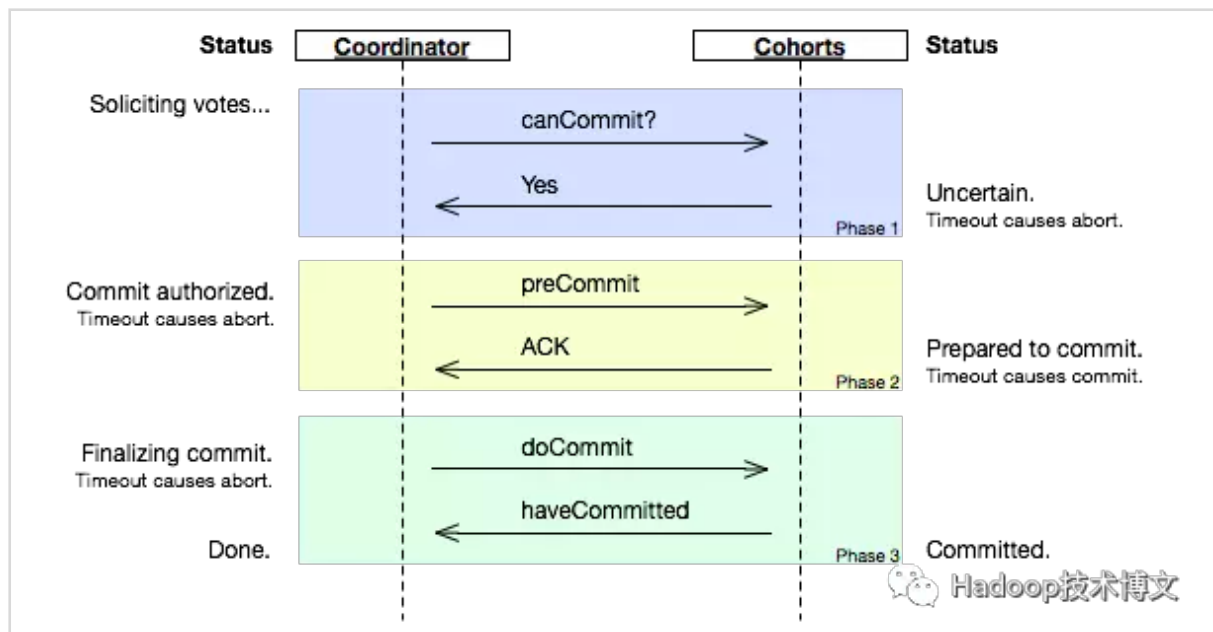 Status Coordinator Cohorts Status
Soliciting votes...
canCommit?
Yes
Uncertain.
Timeout causes abort.
Phase 1
Commit authorized.
Timeout causes abort.
preCommit
ACK
Prepared to commit.
Timeout causes commit.
Phase 2
Finalizing commit.
Timeout causes abort.
doCommit
haveCommitted
Done.
Phase 3
Committed.
Hadoop技术博文